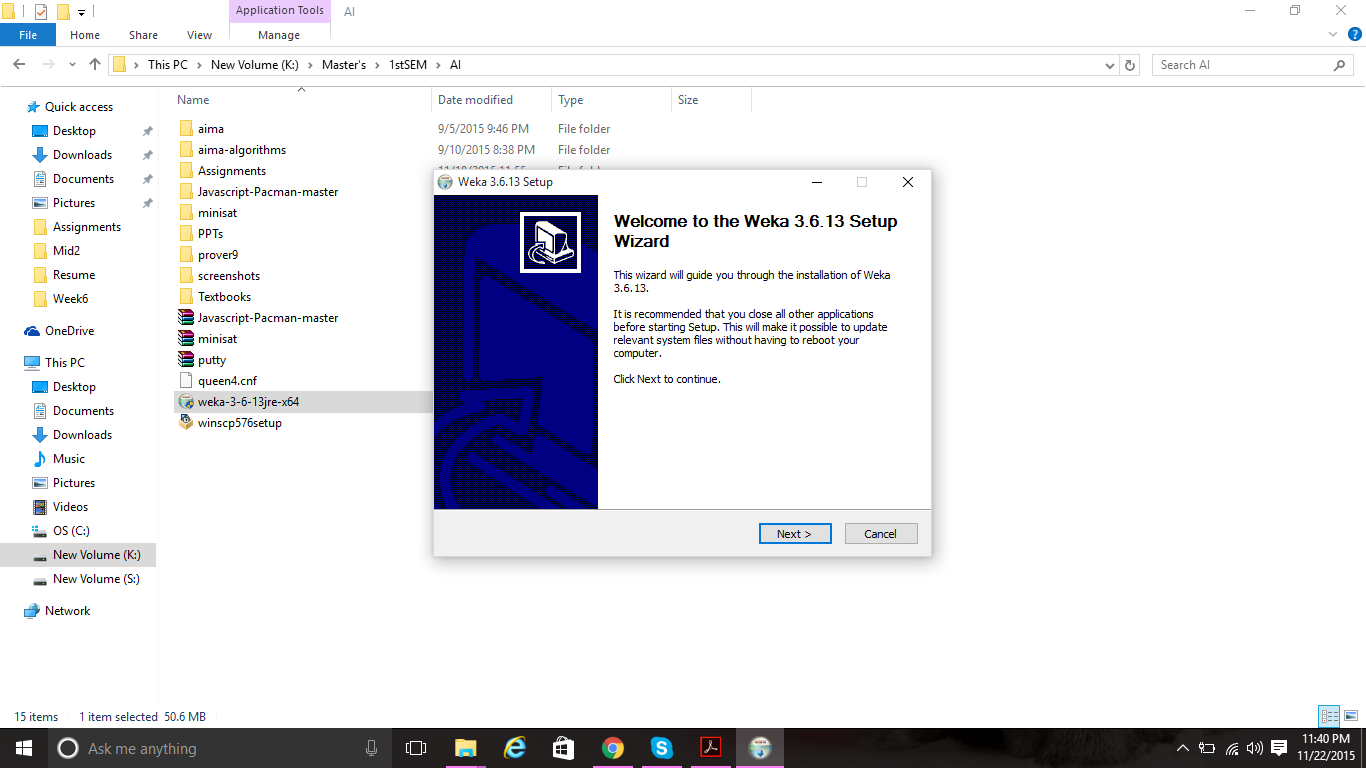 Application Tools
AI
File
Home
Share
View
Manage
This PC
New Volume (K:)
Master's
1stSEM
AI
Search AI
Name
Date modified
Type
Size
Quick access
Desktop
Downloads
Documents
Pictures
Assignments
Mid2
Resume
Week6
OneDrive
This PC
Desktop
Documents
Downloads
Music
Pictures
Videos
OS (C:)
New Volume (K:)
New Volume (S:)
Network
aima 9/5/2015 9:46 PM File folder
aima-algorithms 9/10/2015 8:38 PM File folder
Assignments
Javascript-Pacman-master
minisat
PPTs
prover9
screenshots
Textbooks
Javascript-Pacman-master
minisat
putty
queen4.cnf
weka-3-6-13jre-x64
winscp576setup
Weka 3.6.13 Setup
Welcome to the Weka 3.6.13 Setup
Wizard
This wizard will guide you through the installation of Weka
3.6.13.
It is recommended that you close all other applications
before starting Setup. This will make it possible to update
relevant system files without having to reboot your
computer.
Click Next to continue.
Next >
Cancel
15 items
1 item selected 50.6 MB
Ask me anything
11:40 PM
11/22/2015